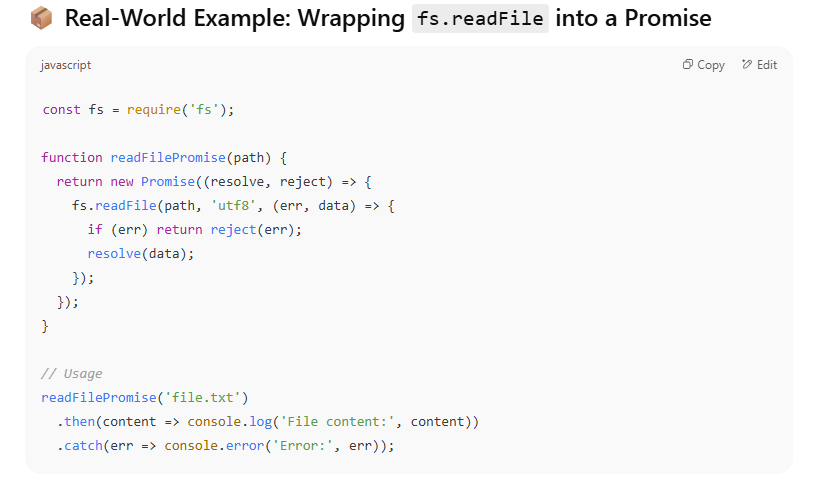 📦 Real-World Example: Wrapping fs.readFile into a Promise
javascript
Copy
Edit
const fs = require('fs');
function readFilePromise(path) {
  return new Promise((resolve, reject) => {
    fs.readFile(path, 'utf8', (err, data) => {
      if (err) return reject(err);
      resolve(data);
    });
  });
}
// Usage
readFilePromise('file.txt')
  .then(content => console.log('File content:', content))
  .catch(err => console.error('Error:', err));